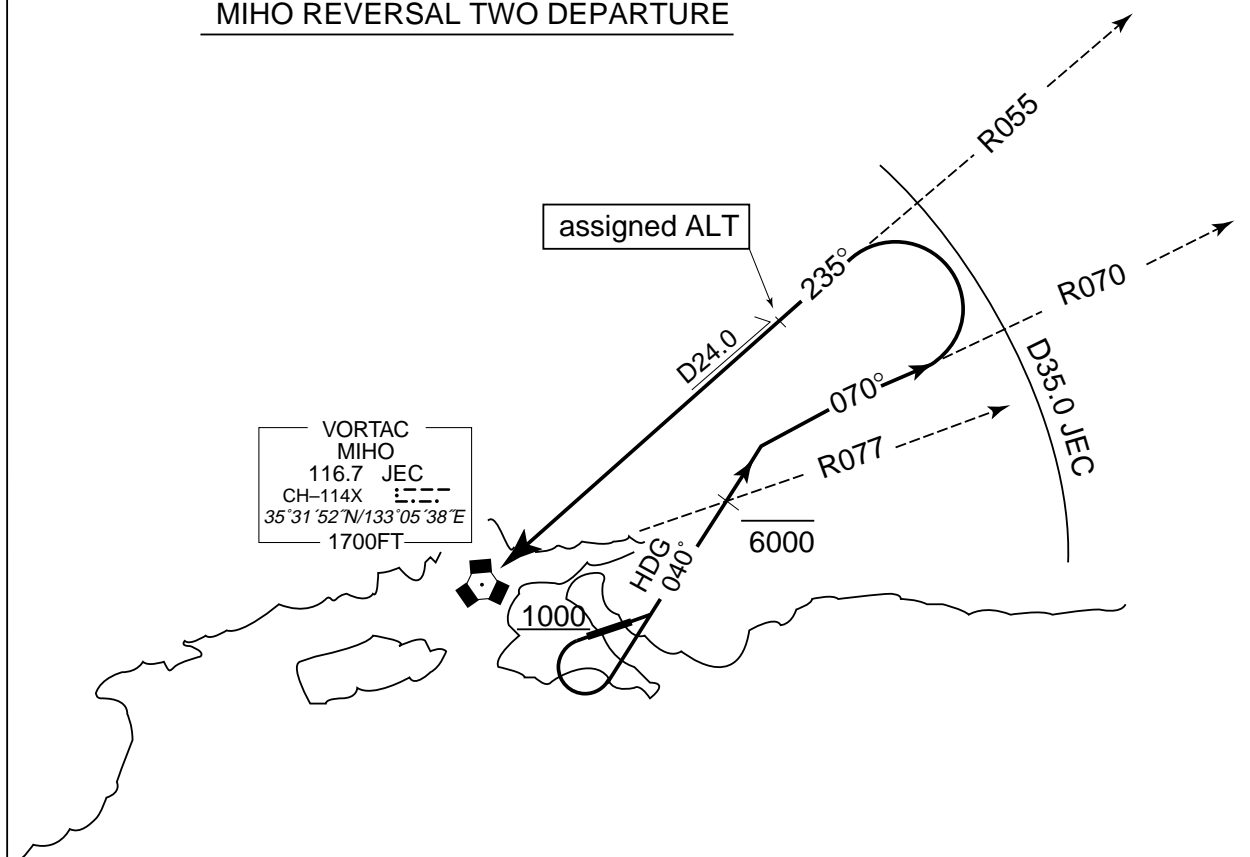 MIHO REVERSAL TWO DEPARTURE
R055
assigned ALT
235°
R070
D24.0
070°
D35.0 JEC
R077
VORTAC
MIHO
116.7 JEC
CH–114X
35°31´52˝N/133°05´38˝E
1700FT
6000
HDG
040°
1000